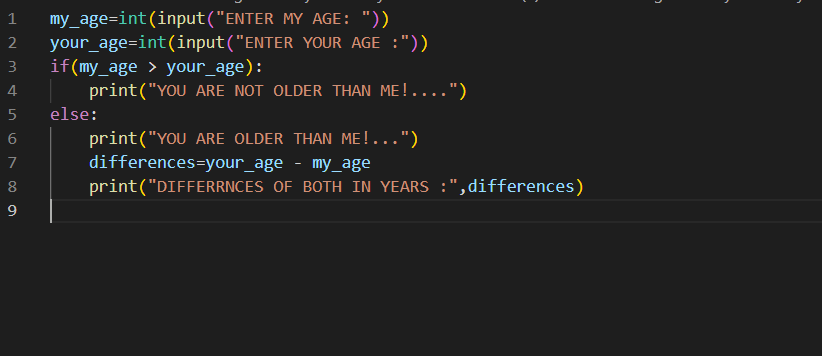 1 my_age=int(input("ENTER MY AGE: "))
2 your_age=int(input("ENTER YOUR AGE :"))
3 if(my_age > your_age):
4     print("YOU ARE NOT OLDER THAN ME!....")
5 else:
6     print("YOU ARE OLDER THAN ME!...")
7     differences=your_age - my_age
8     print("DIFFERRNCES OF BOTH IN YEARS :",differences)
9